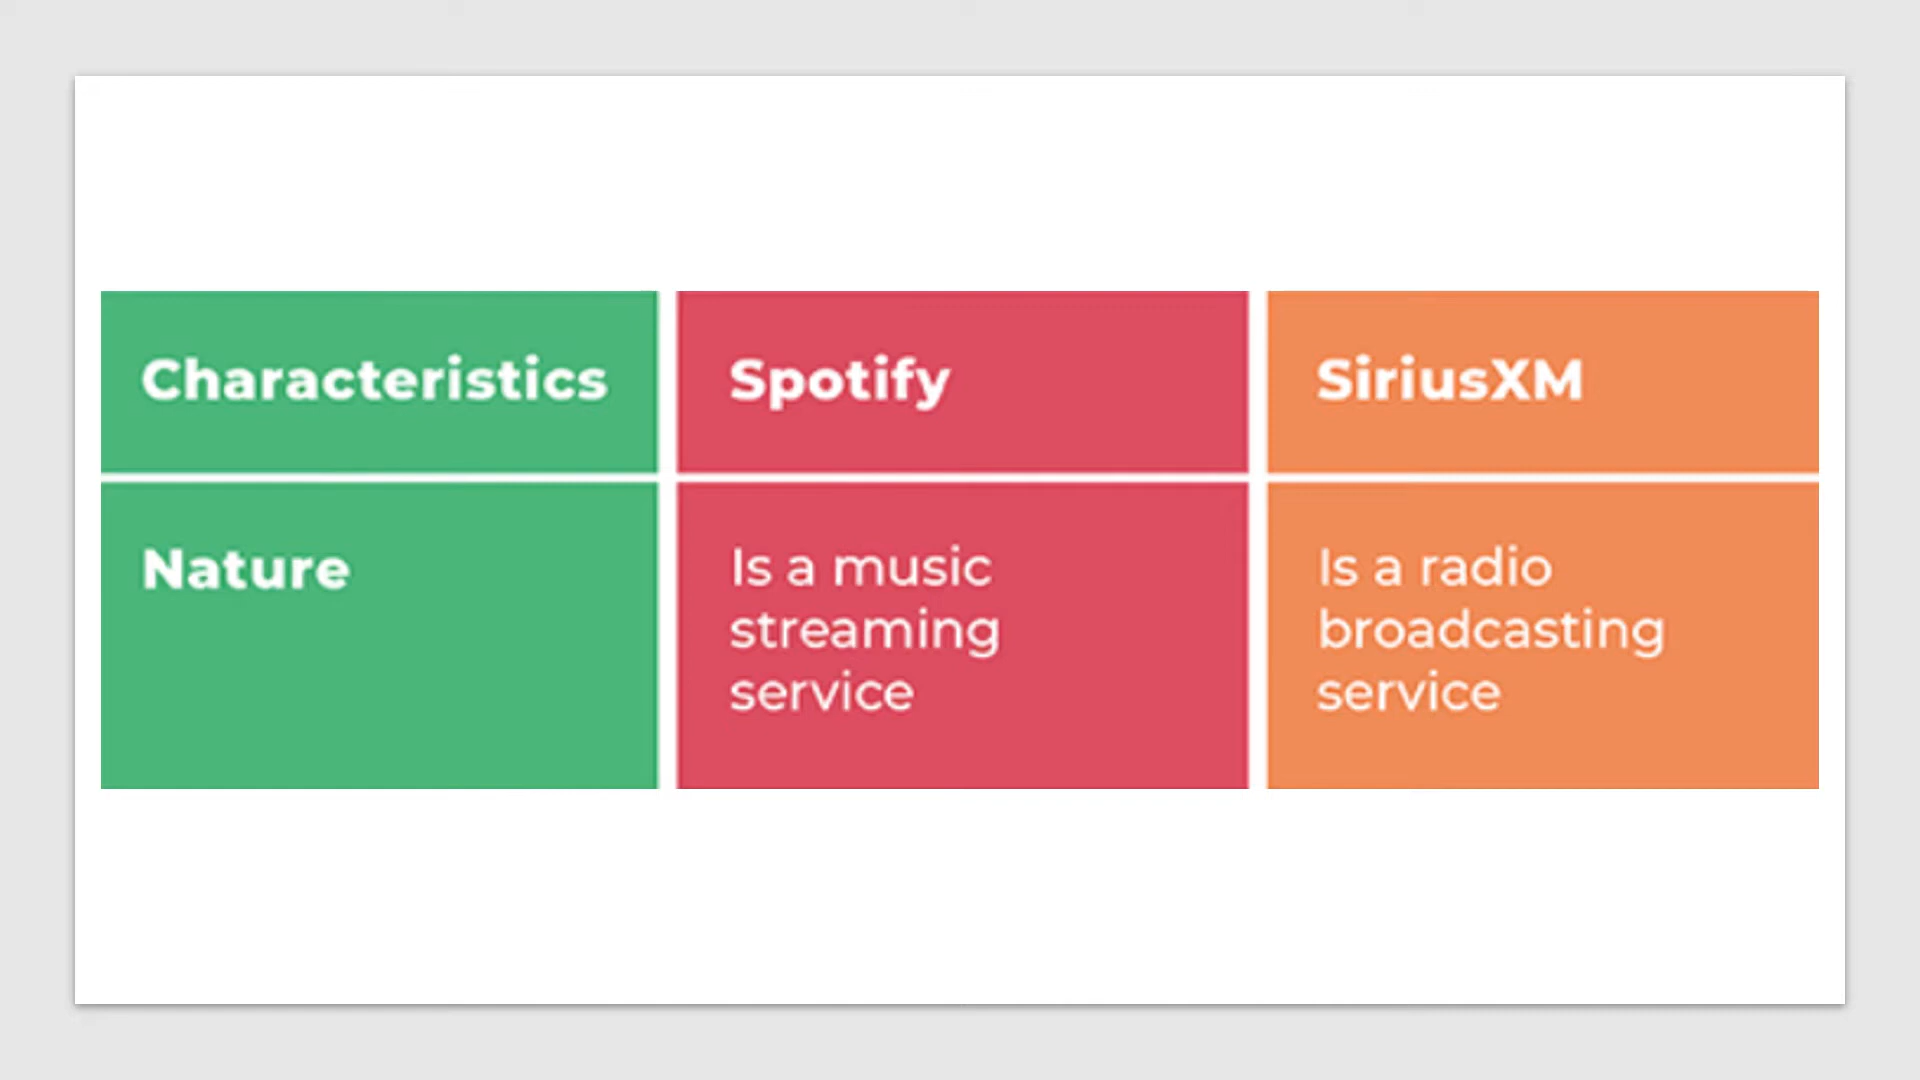 Characteristics
Spotify
SiriusXM
Nature
Is a music
streaming
service
Is a radio
broadcasting
service